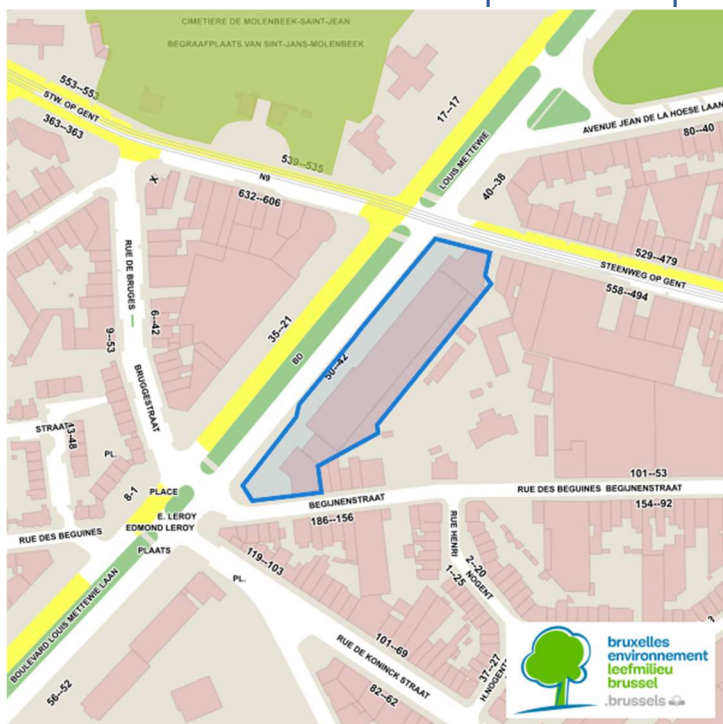 CIMETIERE DE MOLENBEEK-SAINT-JEAN
BEGRAAFPLAATS VAN SINT-JANS-MOLENBEEK
553--553
STW. OP GENT
363--363
17--17
AVENUE JEAN DE LA HOESE LAAN
80--40
539--535
N9
632--606
LOUIS METTEWIE
40--38
529--479
STEENWEG OP GENT
558--494
RUE DE BRUGES
6--42
9--53
35--21
BD
50--42
BRUGGESTRAAT
STRAAT
43-48
PL.
8-1
PLACE
E. LEROY
EDMOND LEROY
PLAATS
RUE DES BEGUINES
BEGIJNENSTRAAT
186--156
101--53
RUE DES BEGUINES BEGIJNENSTRAAT
154--92
RUE HENRI
NOGENT
2--20
1--25
119--103
PL.
BOULEVARD LOUIS METTEWIE LAAN
56--52
101--69
RUE DE KONINCK STRAAT
82--62
37--27
H.NOGENT
bruxelles
environnement
leefmilieu
brussel
.brussels